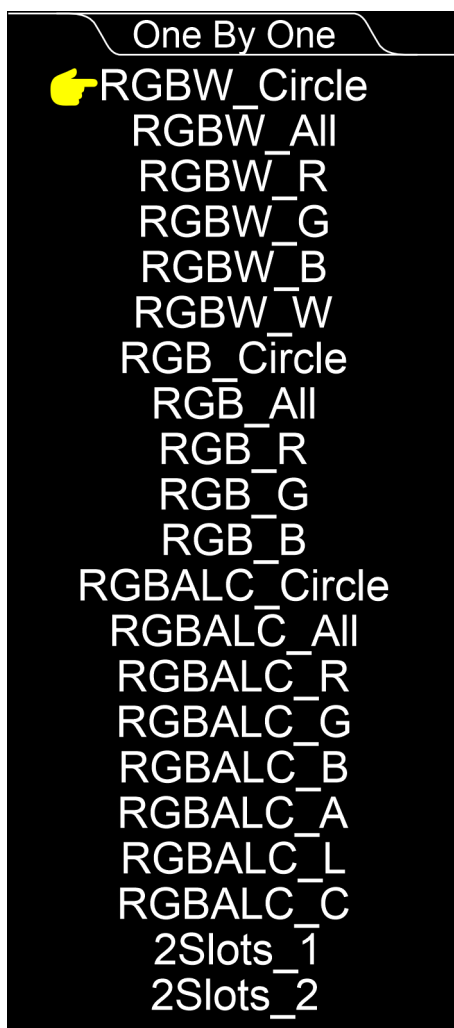 One By One
RGBW_Circle
RGBW_All
RGBW_R
RGBW_G
RGBW_B
RGBW_W
RGB_Circle
RGB_All
RGB_R
RGB_G
RGB_B
RGBALC_Circle
RGBALC_All
RGBALC_R
RGBALC_G
RGBALC_B
RGBALC_A
RGBALC_L
RGBALC_C
2Slots_1
2Slots_2